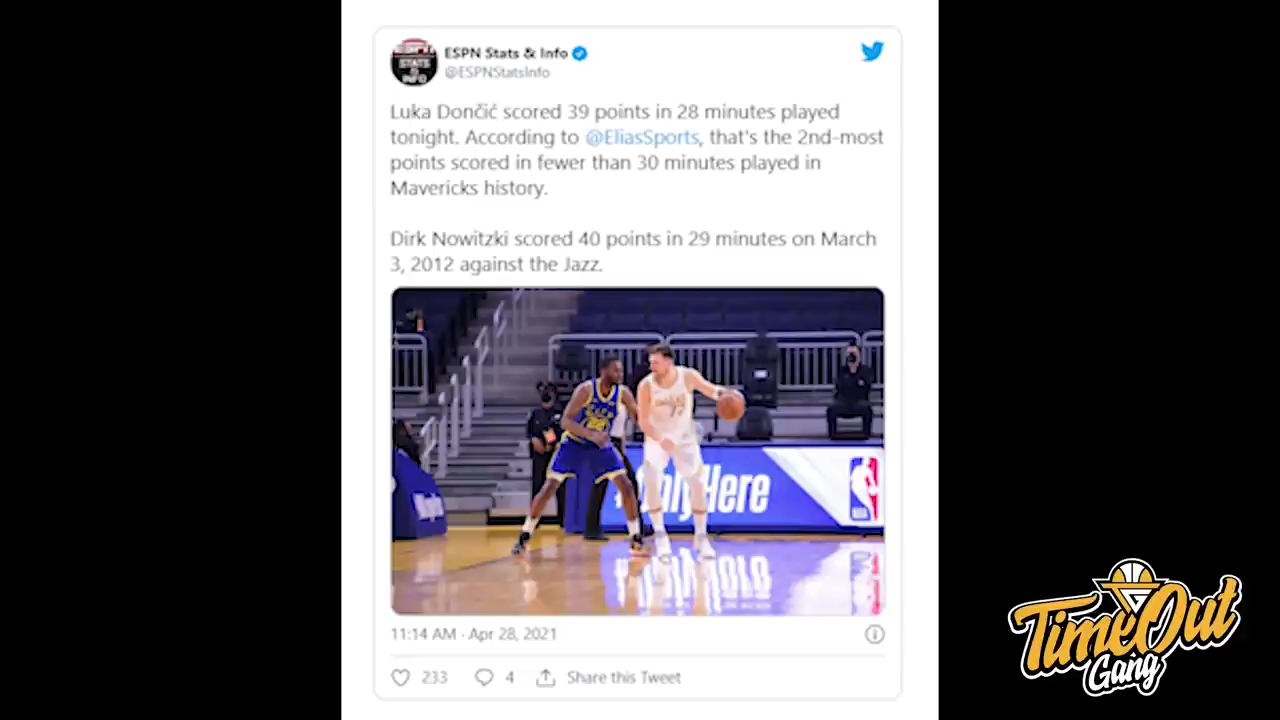 ESPN Stats & Info
@ESPNStatsInfo
Luka Dončić scored 39 points in 28 minutes played
tonight. According to @EliasSports, that's the 2nd-most
points scored in fewer than 30 minutes played in
Mavericks history.
Dirk Nowitzki scored 40 points in 29 minutes on March
3, 2012 against the Jazz.
77
NBA
11:14 AM · Apr 28, 2021
233
4
Share this Tweet
TimeOut
Gang